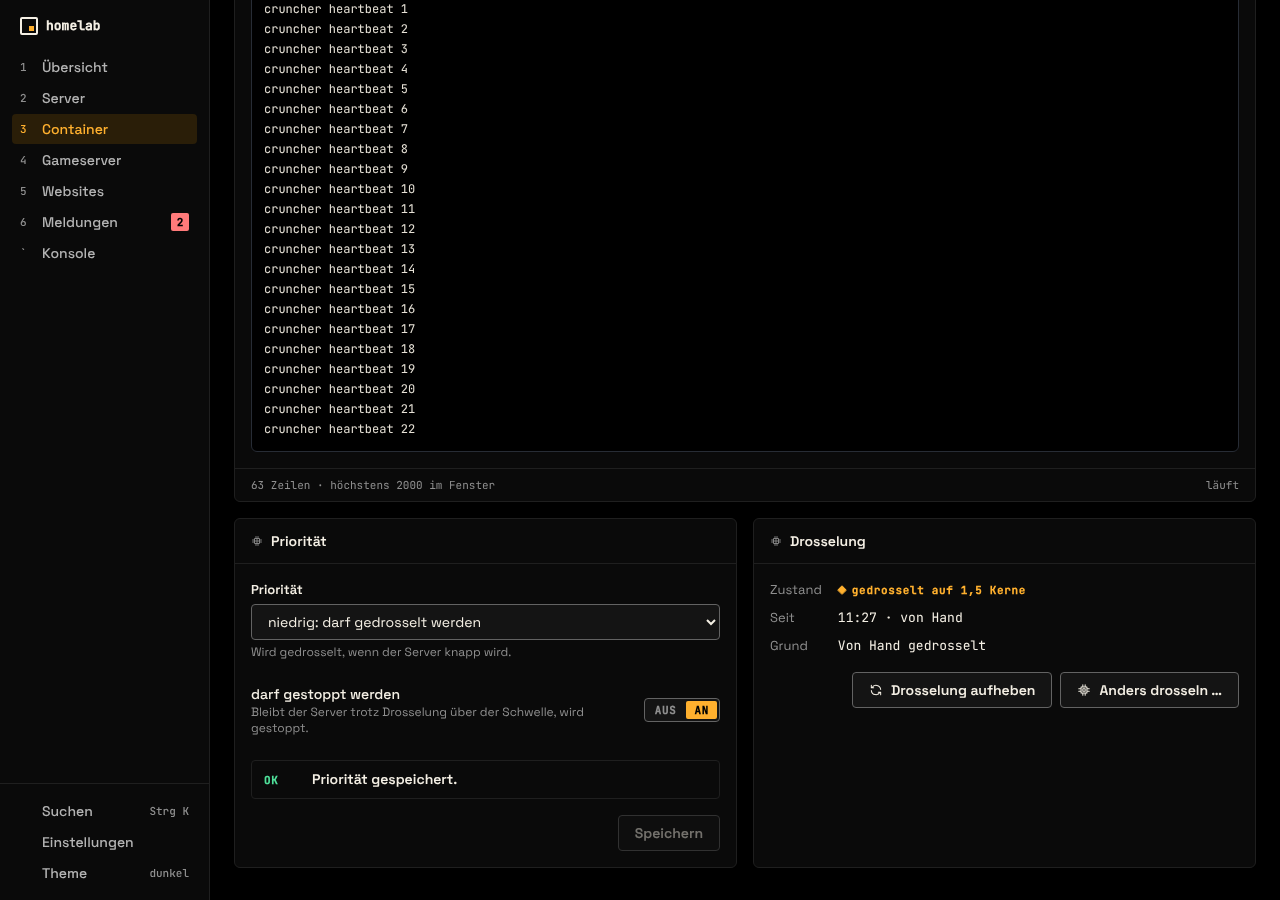 homelab
1 Übersicht
2 Server
3 Container
4 Gameserver
5 Websites
6 Meldungen 2
` Konsole
Suchen Strg K
Einstellungen
Theme dunkel
cruncher heartbeat 1
cruncher heartbeat 2
cruncher heartbeat 3
cruncher heartbeat 4
cruncher heartbeat 5
cruncher heartbeat 6
cruncher heartbeat 7
cruncher heartbeat 8
cruncher heartbeat 9
cruncher heartbeat 10
cruncher heartbeat 11
cruncher heartbeat 12
cruncher heartbeat 13
cruncher heartbeat 14
cruncher heartbeat 15
cruncher heartbeat 16
cruncher heartbeat 17
cruncher heartbeat 18
cruncher heartbeat 19
cruncher heartbeat 20
cruncher heartbeat 21
cruncher heartbeat 22
63 Zeilen · höchstens 2000 im Fenster läuft
Priorität
Priorität
niedrig: darf gedrosselt werden
Wird gedrosselt, wenn der Server knapp wird.
darf gestoppt werden
Bleibt der Server trotz Drosselung über der Schwelle, wird
gestoppt.
AUS AN
OK Priorität gespeichert.
Speichern
Drosselung
Zustand ◆ gedrosselt auf 1,5 Kerne
Seit 11:27 · von Hand
Grund Von Hand gedrosselt
Drosselung aufheben Anders drosseln …